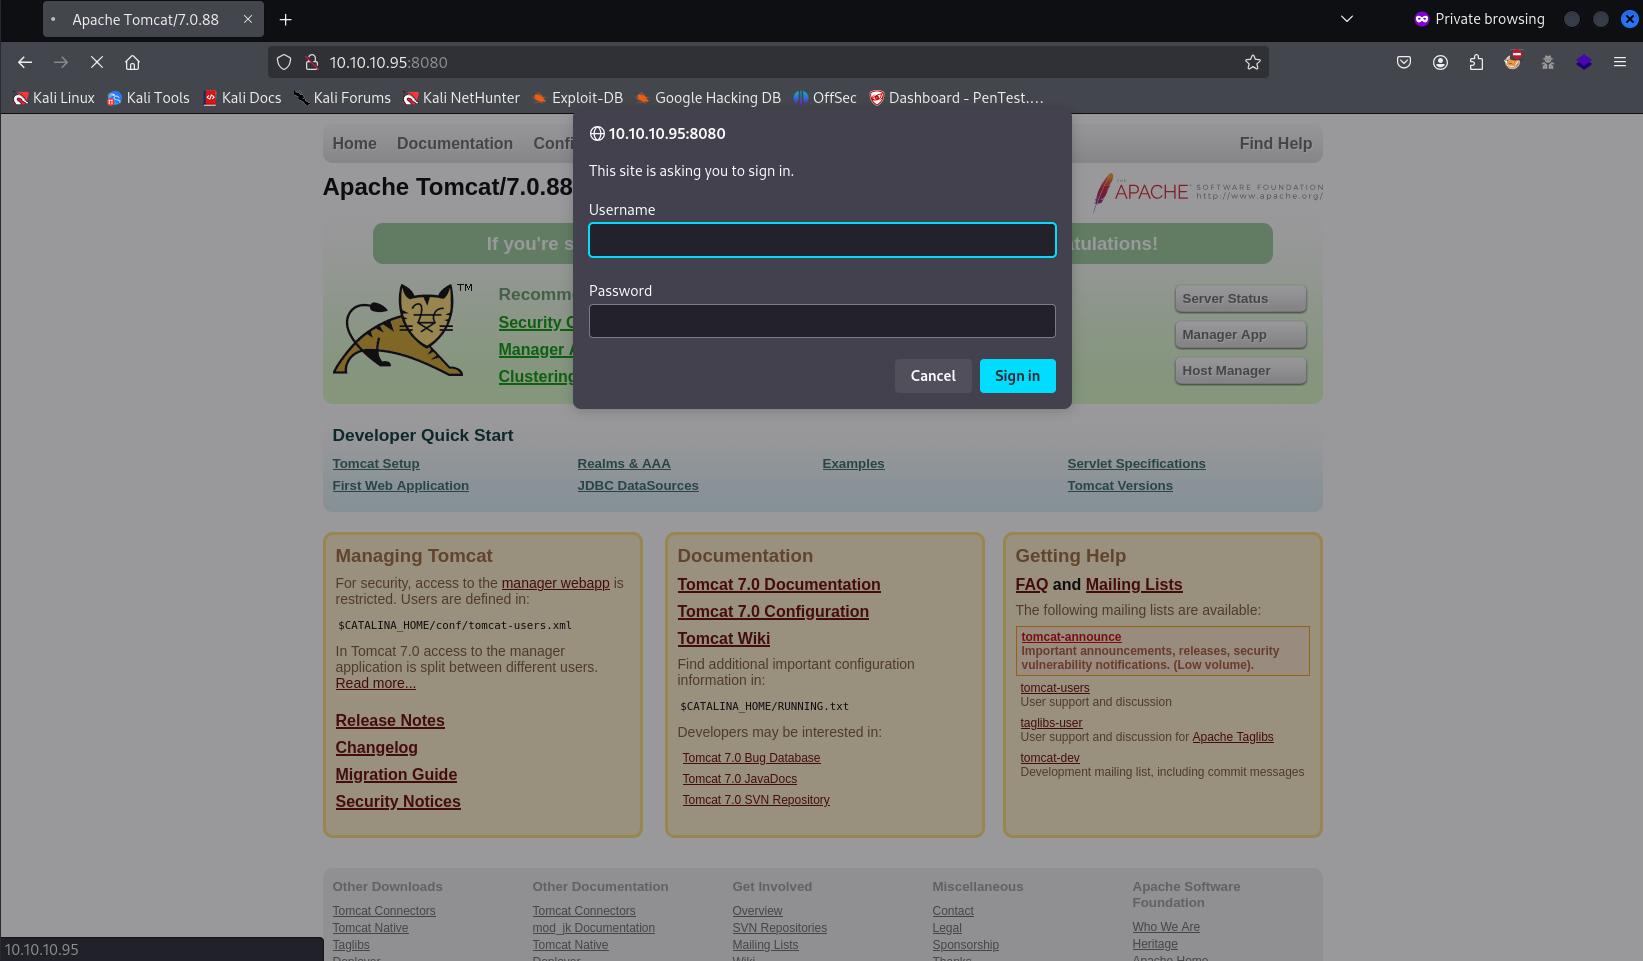 Apache Tomcat/7.0.88
Private browsing
10.10.10.95:8080
Kali Linux Kali Tools Kali Docs Kali Forums Kali NetHunter Exploit-DB Google Hacking DB OffSec Dashboard - PenTest....
10.10.10.95:8080
This site is asking you to sign in.
Username
Password
Cancel Sign in
Home Documentation Confi Find Help
Apache Tomcat/7.0.88
THE
APACHE SOFTWARE FOUNDATION
http://www.apache.org/
If you're s tulations!
TM
Recomm
Security C
Manager A
Clustering
Server Status
Manager App
Host Manager
Developer Quick Start
Tomcat Setup Realms & AAA Examples Servlet Specifications
First Web Application JDBC DataSources Tomcat Versions
Managing Tomcat
For security, access to the manager webapp is
restricted. Users are defined in:
$CATALINA_HOME/conf/tomcat-users.xml
In Tomcat 7.0 access to the manager
application is split between different users.
Read more...
Release Notes
Changelog
Migration Guide
Security Notices
Documentation
Tomcat 7.0 Documentation
Tomcat 7.0 Configuration
Tomcat Wiki
Find additional important configuration
information in:
$CATALINA_HOME/RUNNING.txt
Developers may be interested in:
Tomcat 7.0 Bug Database
Tomcat 7.0 JavaDocs
Tomcat 7.0 SVN Repository
Getting Help
FAQ and Mailing Lists
The following mailing lists are available:
tomcat-announce
Important announcements, releases, security
vulnerability notifications. (Low volume).
tomcat-users
User support and discussion
taglibs-user
User support and discussion for Apache Taglibs
tomcat-dev
Development mailing list, including commit messages
Other Downloads
Tomcat Connectors
Tomcat Native
Taglibs
Deployer
Other Documentation
Tomcat Connectors
mod_jk Documentation
Tomcat Native
Deployer
Get Involved
Overview
SVN Repositories
Mailing Lists
Wiki
Miscellaneous
Contact
Legal
Sponsorship
Thanks
Apache Software
Foundation
Who We Are
Heritage
Apache Home
10.10.10.95